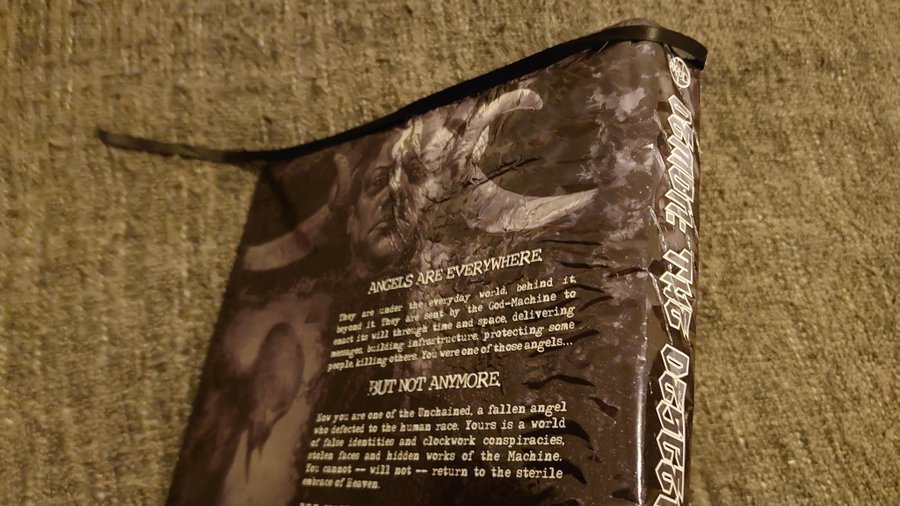 ANGELS ARE EVERYWHERE.
They are under the everyday world, behind it,
beyond it. They are sent by the God-Machine to
enact its will through time and space, delivering
messages, building infrastructure, protecting some
people, killing others. You were one of those angels...
BUT NOT ANYMORE.
Now you are one of the Unchained, a fallen angel
who defected to the human race. Yours is a world
of false identities and clockwork conspiracies,
stolen faces and hidden works of the Machine.
You cannot -- will not -- return to the sterile
embrace of Heaven.
DEMON: THE DESCE